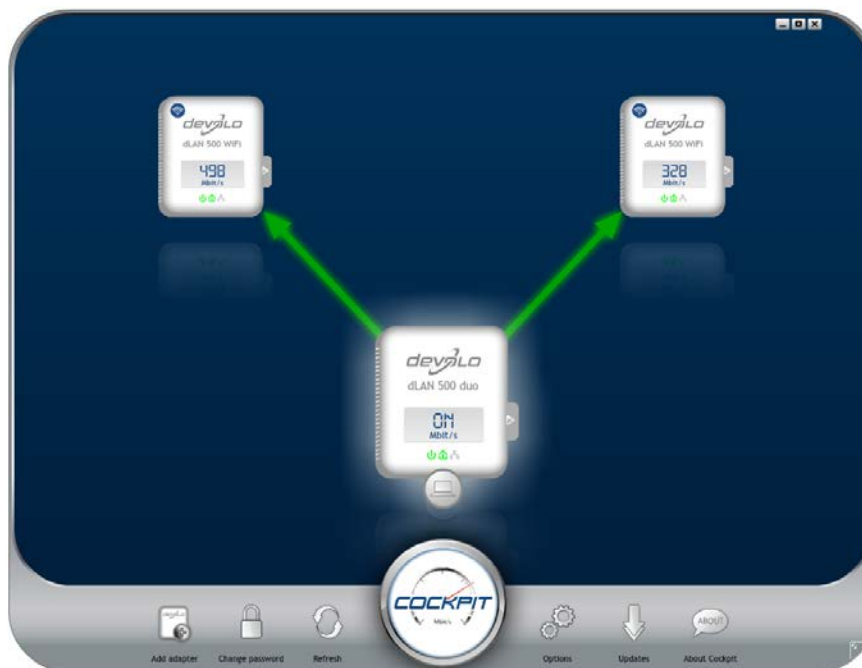 devolo
dLAN 500 WiFi
498
Mbit/s
devolo
dLAN 500 WiFi
328
Mbit/s
devolo
dLAN 500 duo
ON
Mbit/s
COCKPIT
Mbit/s
Add adapter
Change password
Refresh
Options
Updates
ABOUT
About Cockpit